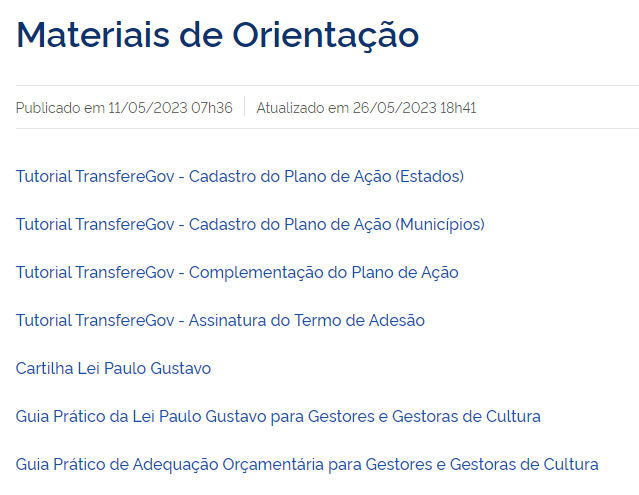 Materiais de Orientação
Publicado em 11/05/2023 07h36 | Atualizado em 26/05/2023 18h41
Tutorial TransfereGov - Cadastro do Plano de Ação (Estados)
Tutorial TransfereGov - Cadastro do Plano de Ação (Municípios)
Tutorial TransfereGov - Complementação do Plano de Ação
Tutorial TransfereGov - Assinatura do Termo de Adesão
Cartilha Lei Paulo Gustavo
Guia Prático da Lei Paulo Gustavo para Gestores e Gestoras de Cultura
Guia Prático de Adequação Orçamentária para Gestores e Gestoras de Cultura